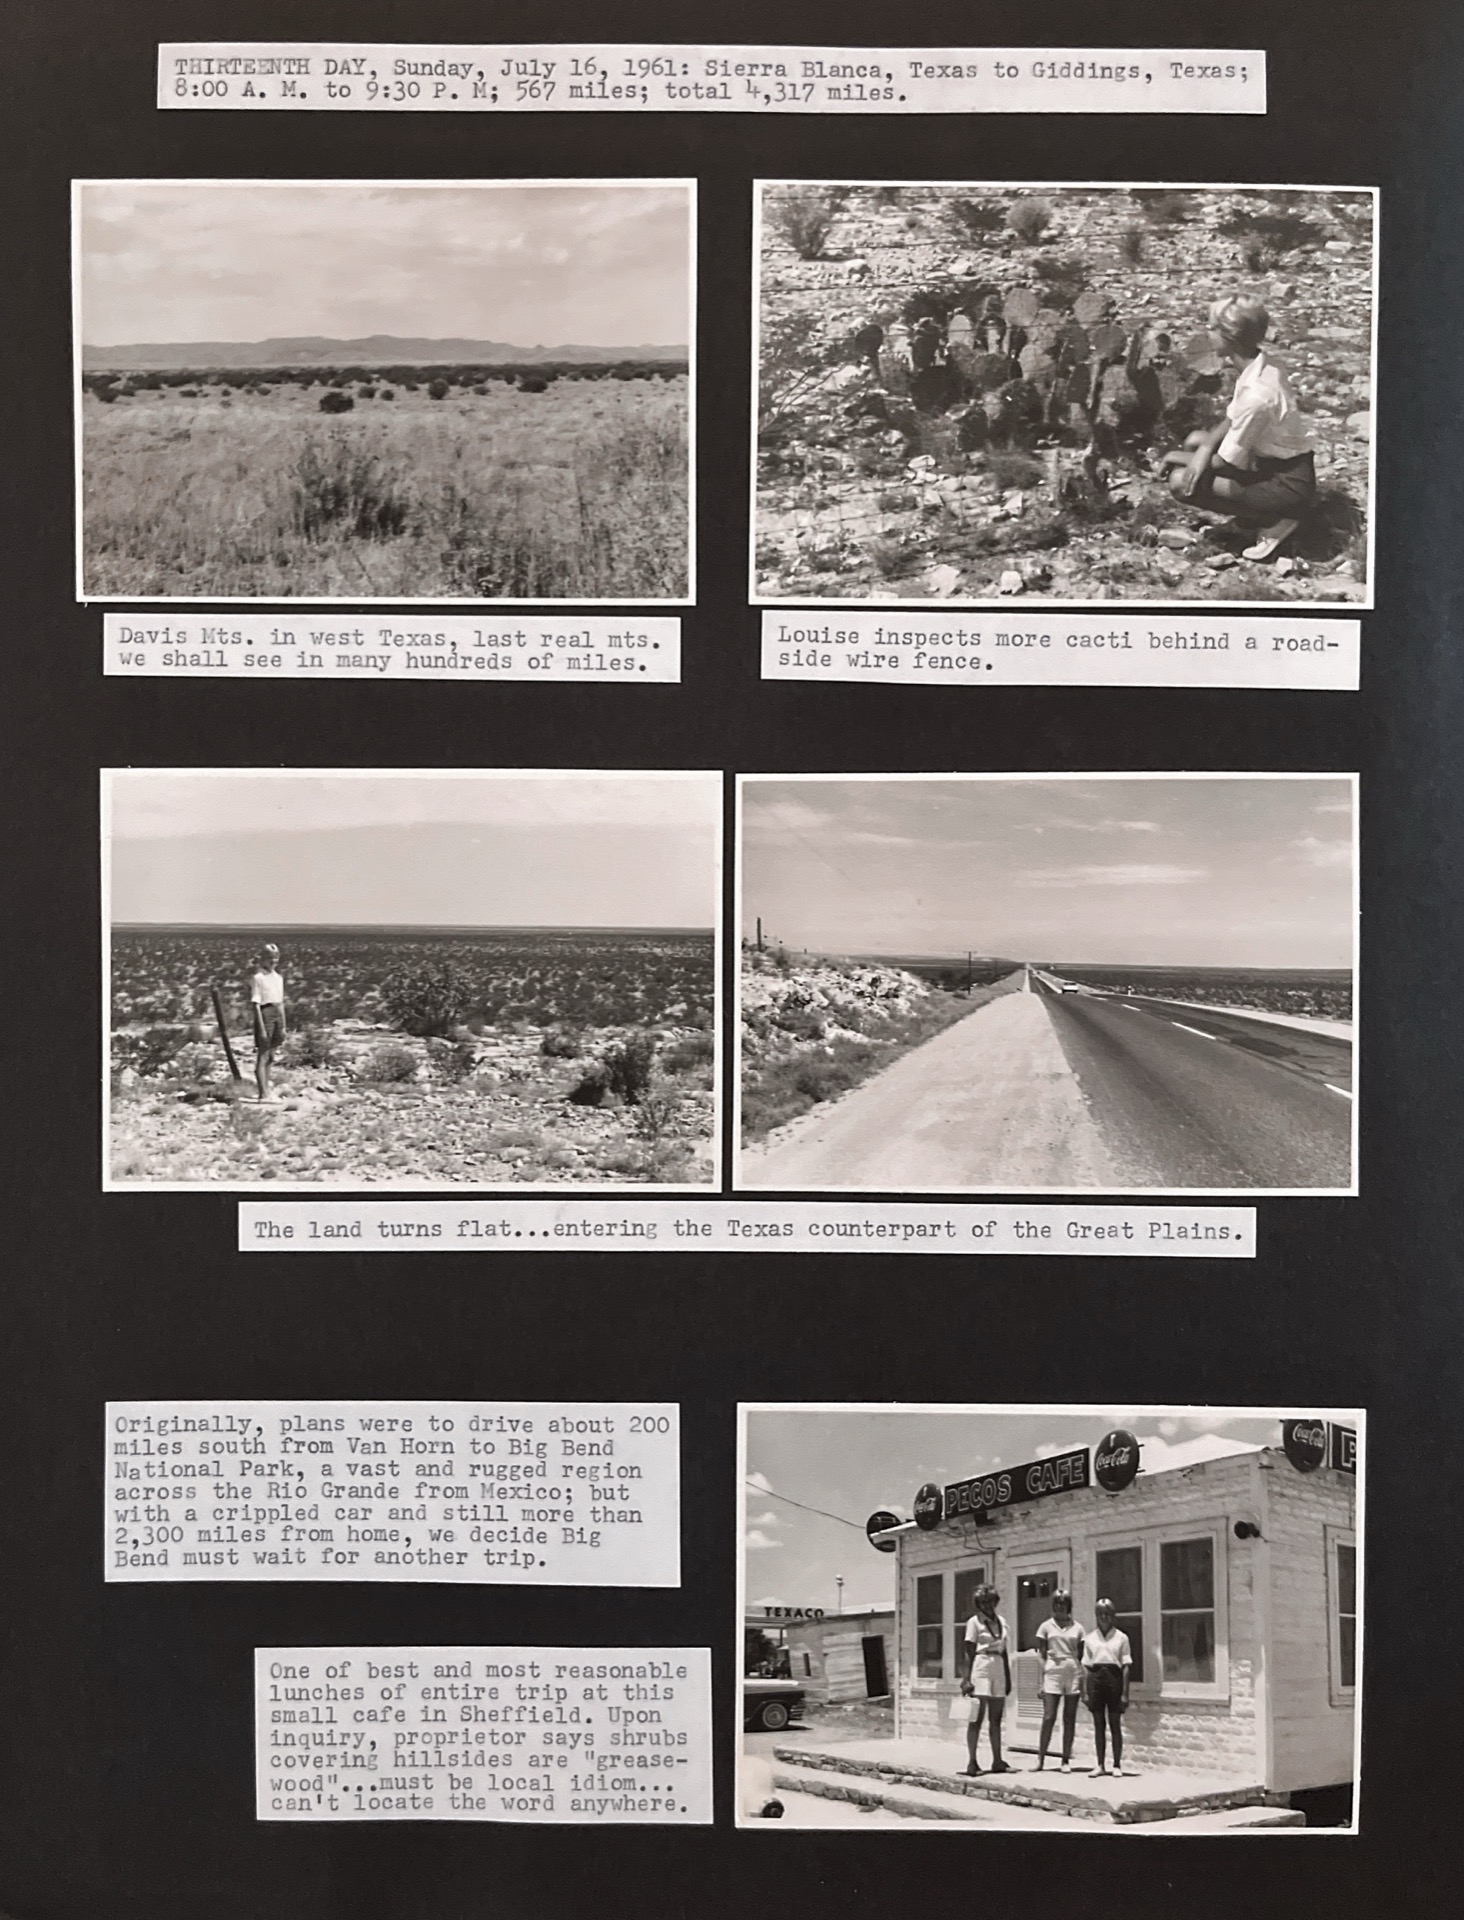 THIRTEENTH DAY, Sunday, July 16, 1961: Sierra Blanca, Texas to Giddings, Texas;
8:00 A. M. to 9:30 P. M; 567 miles; total 4,317 miles.
Davis Mts. in west Texas, last real mts.
we shall see in many hundreds of miles.
Louise inspects more cacti behind a road-
side wire fence.
The land turns flat...entering the Texas counterpart of the Great Plains.
Originally, plans were to drive about 200
miles south from Van Horn to Big Bend
National Park, a vast and rugged region
across the Rio Grande from Mexico; but
with a crippled car and still more than
2,300 miles from home, we decide Big
Bend must wait for another trip.
One of best and most reasonable
lunches of entire trip at this
small cafe in Sheffield. Upon
inquiry, proprietor says shrubs
covering hillsides are "grease-
wood"...must be local idiom...
can't locate the word anywhere.
Coca-Cola PECOS CAFE Coca-Cola
Coca-Cola P
TEXACO